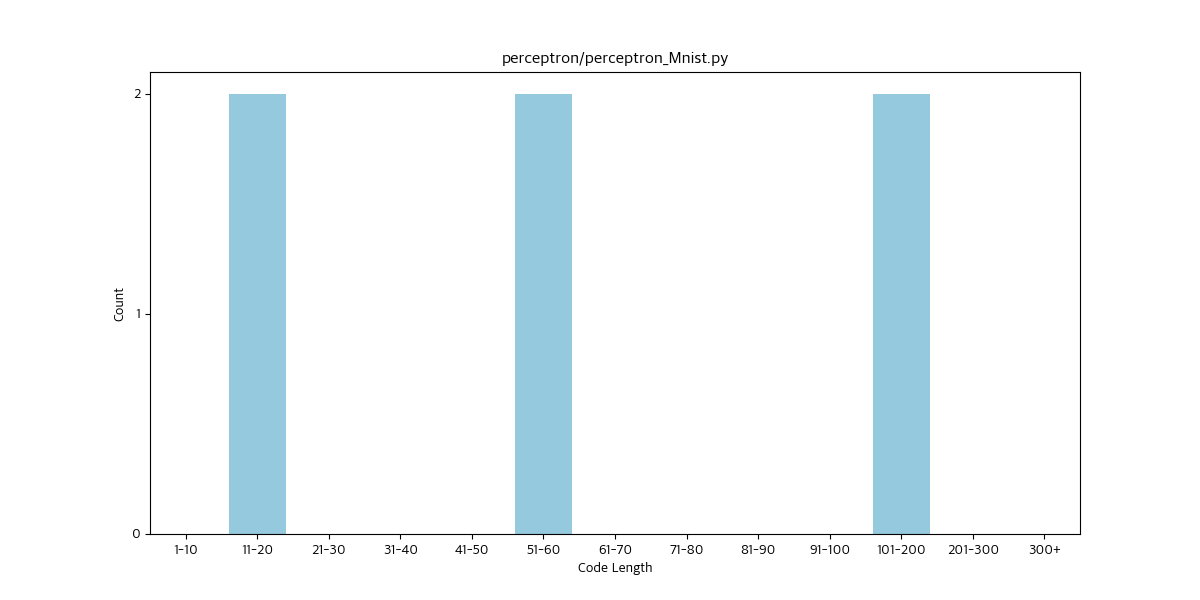 perceptron/perceptron_Mnist.py
2
1
0
Count
1-10 11-20 21-30 31-40 41-50 51-60 61-70 71-80 81-90 91-100 101-200 201-300 300+
Code Length